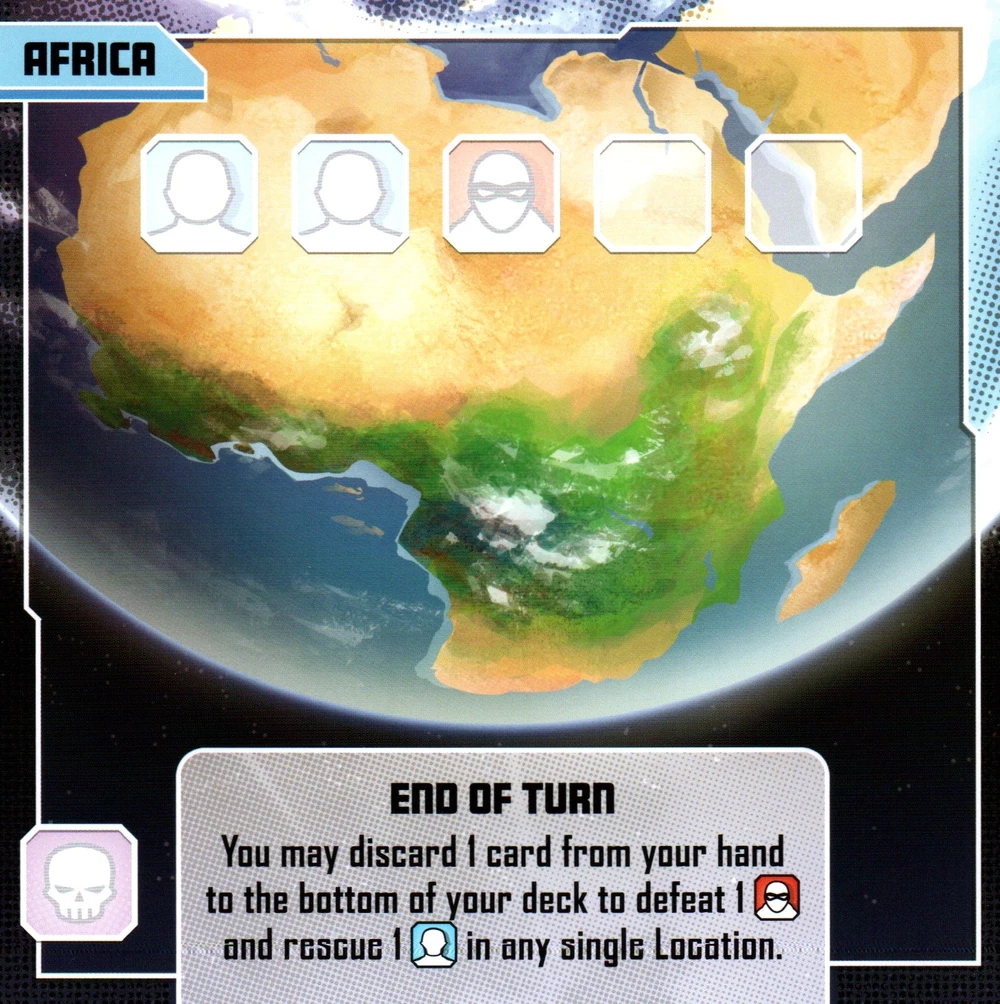 AFRICA
END OF TURN
You may discard 1 card from your hand
to the bottom of your deck to defeat 1
and rescue 1 in any single Location.